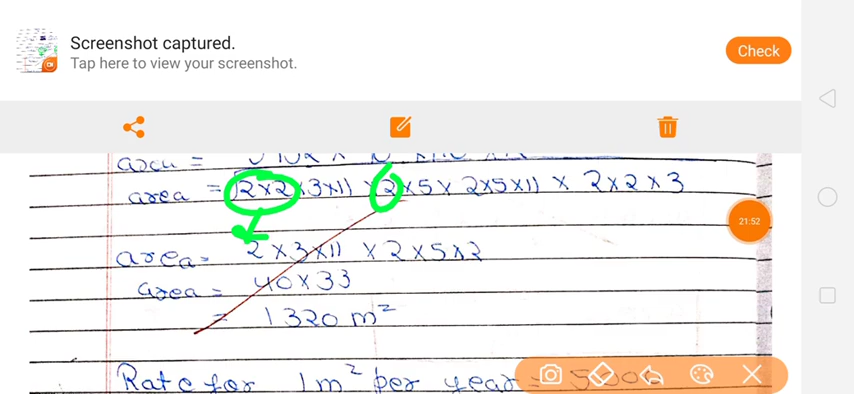 Screenshot captured.
Tap here to view your screenshot.
Check
area =
area = √2×2×3×11 ×2×5×2×5×11 × 2×2×3
21:52
area = 2×3×11 ×2×5×2
area = 40×33
= 1320 m²
Rate for 1m² per year =